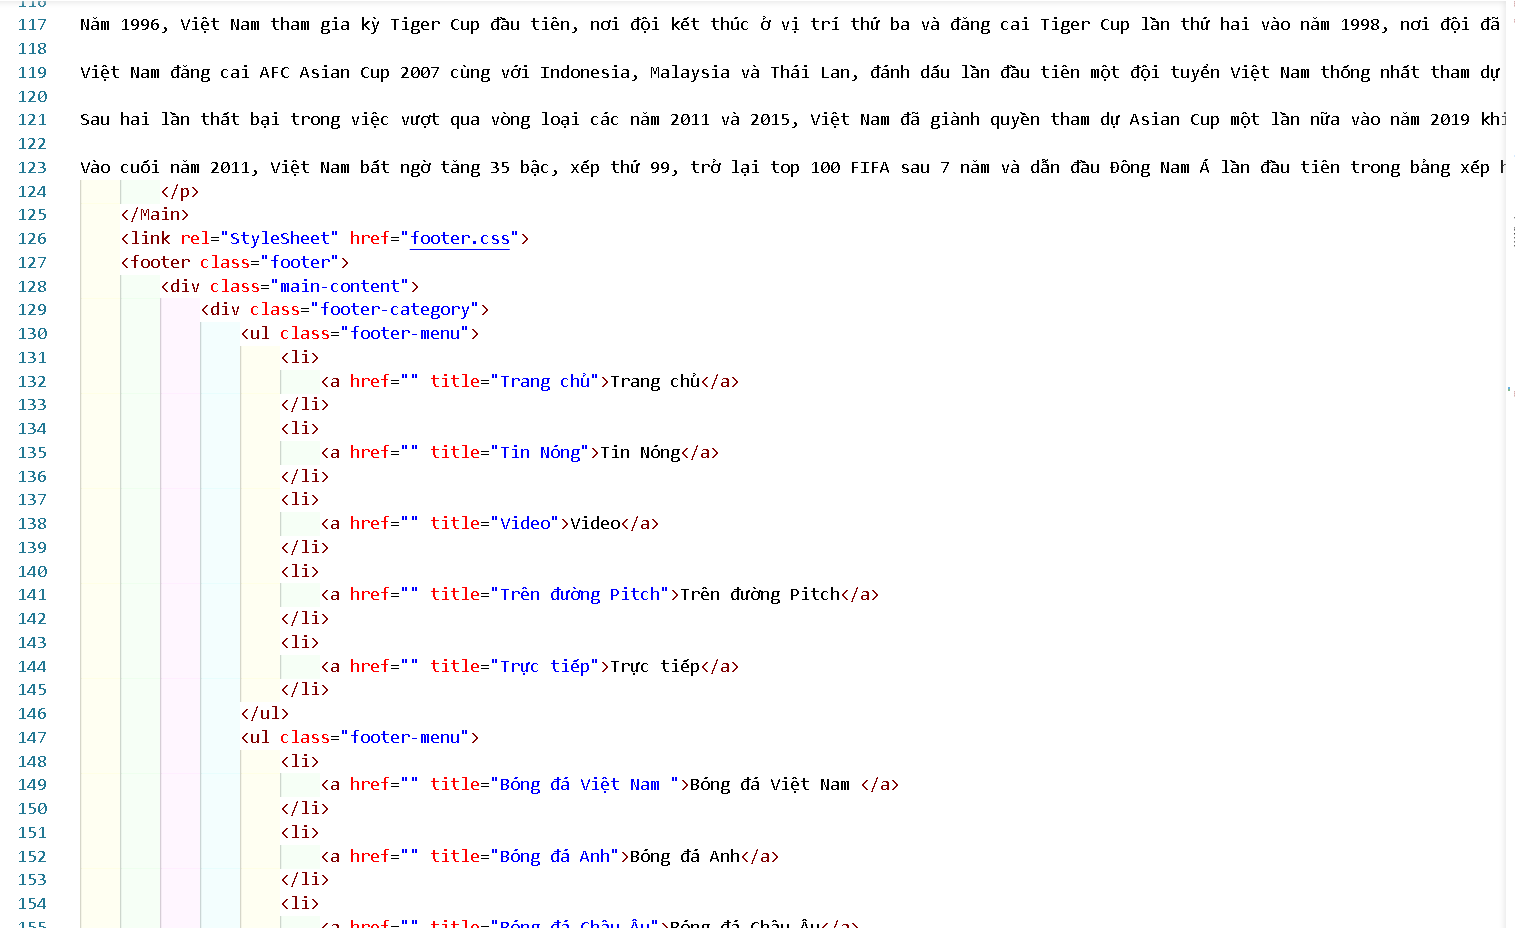 116
117 Năm 1996, Việt Nam tham gia kỳ Tiger Cup đầu tiên, nơi đội kết thúc ở vị trí thứ ba và đăng cai Tiger Cup lần thứ hai vào năm 1998, nơi đội đã
118
119 Việt Nam đăng cai AFC Asian Cup 2007 cùng với Indonesia, Malaysia và Thái Lan, đánh dấu lần đầu tiên một đội tuyển Việt Nam thống nhất tham dự
120
121 Sau hai lần thất bại trong việc vượt qua vòng loại các năm 2011 và 2015, Việt Nam đã giành quyền tham dự Asian Cup một lần nữa vào năm 2019 khi
122
123 Vào cuối năm 2011, Việt Nam bất ngờ tăng 35 bậc, xếp thứ 99, trở lại top 100 FIFA sau 7 năm và dẫn đầu Đông Nam Á lần đầu tiên trong bảng xếp h
124 </p>
125 </Main>
126 <link rel="StyleSheet" href="footer.css">
127 <footer class="footer">
128 <div class="main-content">
129 <div class="footer-category">
130 <ul class="footer-menu">
131 <li>
132 <a href="" title="Trang chủ">Trang chủ</a>
133 </li>
134 <li>
135 <a href="" title="Tin Nóng">Tin Nóng</a>
136 </li>
137 <li>
138 <a href="" title="Video">Video</a>
139 </li>
140 <li>
141 <a href="" title="Trên đường Pitch">Trên đường Pitch</a>
142 </li>
143 <li>
144 <a href="" title="Trực tiếp">Trực tiếp</a>
145 </li>
146 </ul>
147 <ul class="footer-menu">
148 <li>
149 <a href="" title="Bóng đá Việt Nam ">Bóng đá Việt Nam </a>
150 </li>
151 <li>
152 <a href="" title="Bóng đá Anh">Bóng đá Anh</a>
153 </li>
154 <li>
155 <a href="" title="Bóng đá Châu Âu">Bóng đá Châu Âu</a>